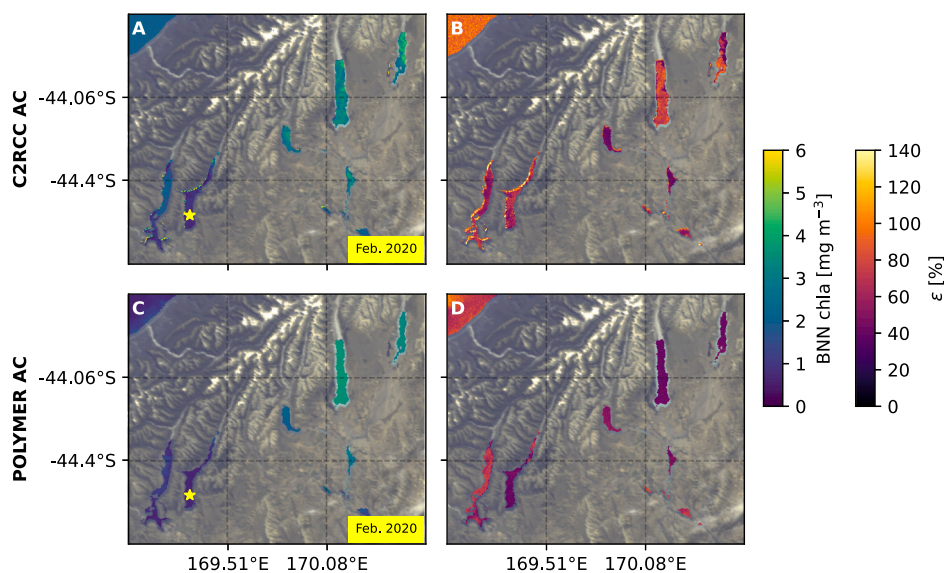 A
B
C2RCC AC
-44.06°S
-44.4°S
Feb. 2020
C
D
POLYMER AC
-44.06°S
-44.4°S
Feb. 2020
169.51°E 170.08°E
169.51°E 170.08°E
6
5
4
3
2
1
0
BNN chla [mg m⁻³]
140
120
100
80
60
40
20
0
ε [%]